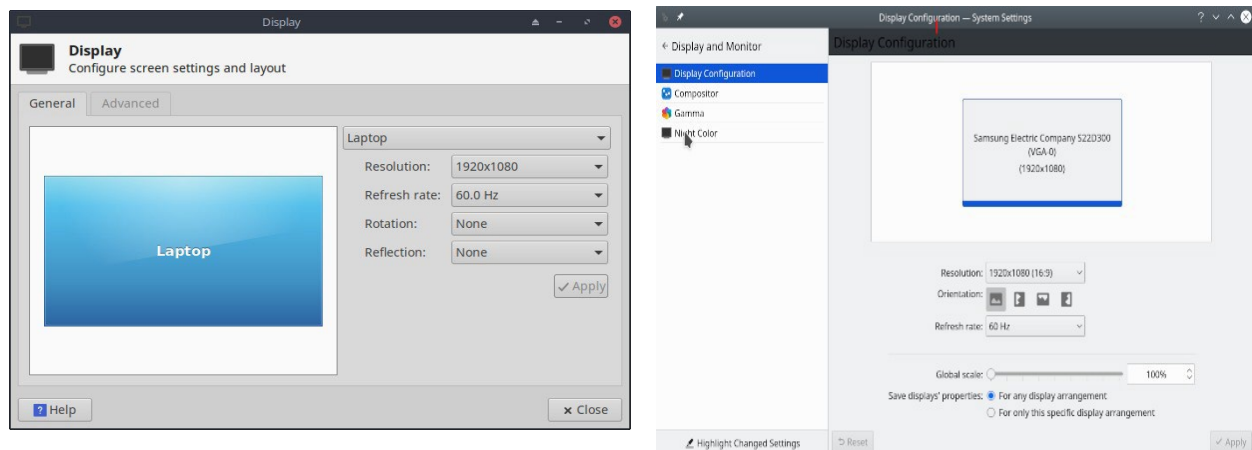 Display
Display
Configure screen settings and layout
General Advanced
Laptop
Laptop
Resolution: 1920x1080
Refresh rate: 60.0 Hz
Rotation: None
Reflection: None
Apply
Help
Close
Display Configuration — System Settings
Display and Monitor
Display Configuration
Display Configuration
Compositor
Gamma
Night Color
Samsung Electric Company S22D300
(VGA-0)
(1920x1080)
Resolution: 1920x1080 (16:9)
Orientation:
Refresh rate: 60 Hz
Global scale: 100%
Save displays' properties: For any display arrangement
For only this specific display arrangement
Highlight Changed Settings
Reset
Apply